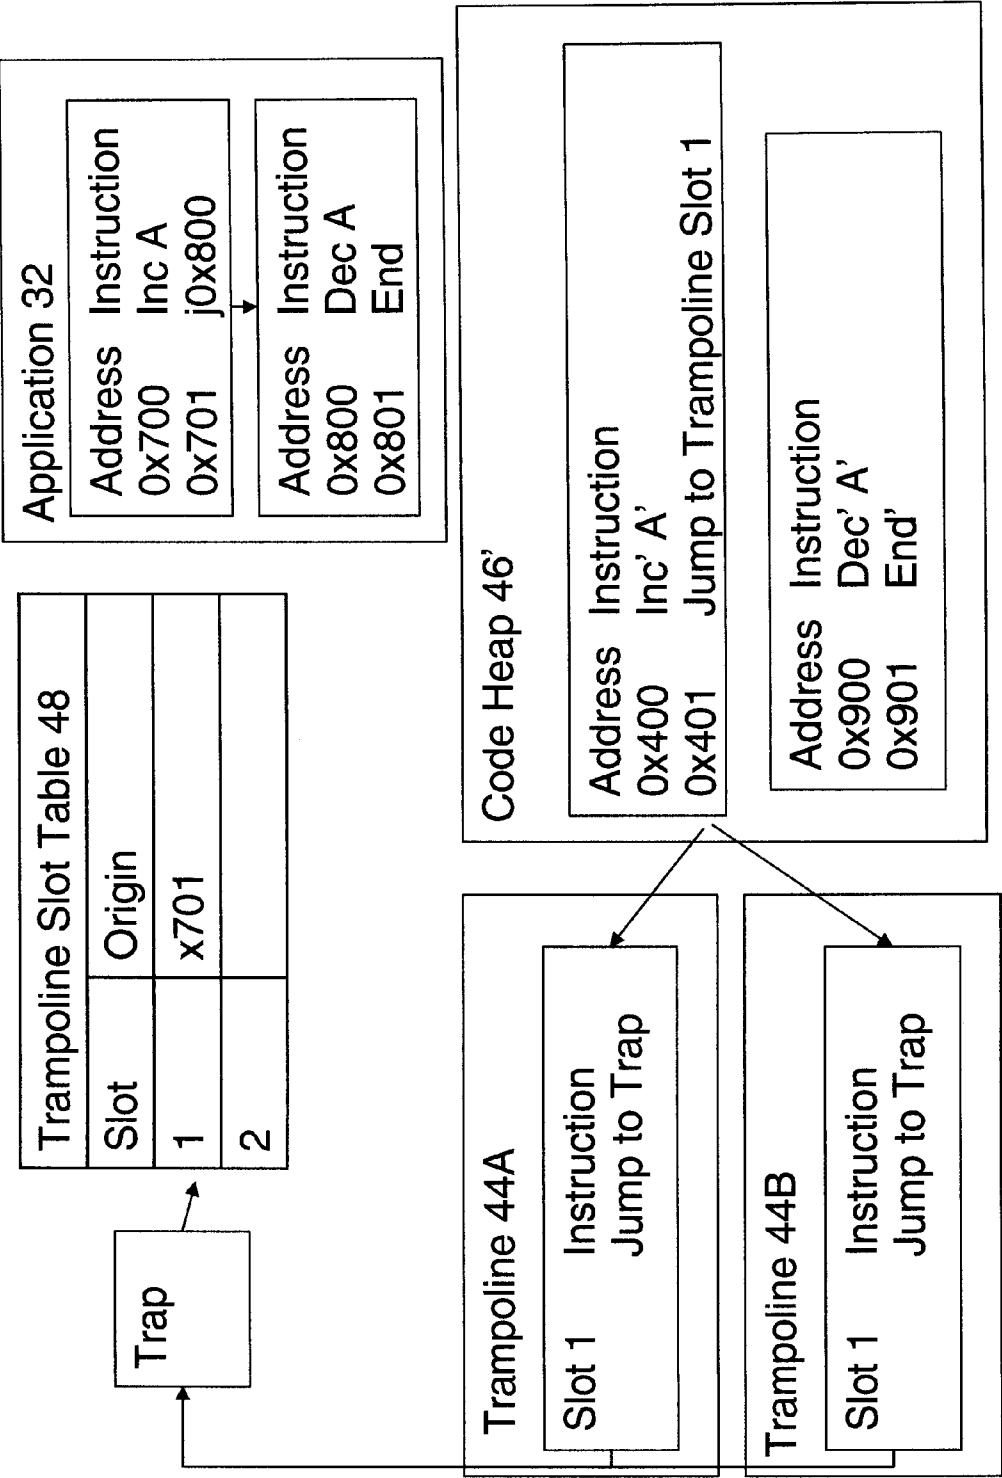 Trampoline Slot Table 48
Slot Origin
1 x701
2
Trap
Application 32
Address Instruction
0x700 Inc A
0x701 j0x800
Address Instruction
0x800 Dec A
0x801 End
Trampoline 44A
Slot 1 Instruction
Jump to Trap
Trampoline 44B
Slot 1 Instruction
Jump to Trap
Code Heap 46'
Address Instruction
0x400 Inc' A'
0x401 Jump to Trampoline Slot 1
Address Instruction
0x900 Dec' A'
0x901 End'